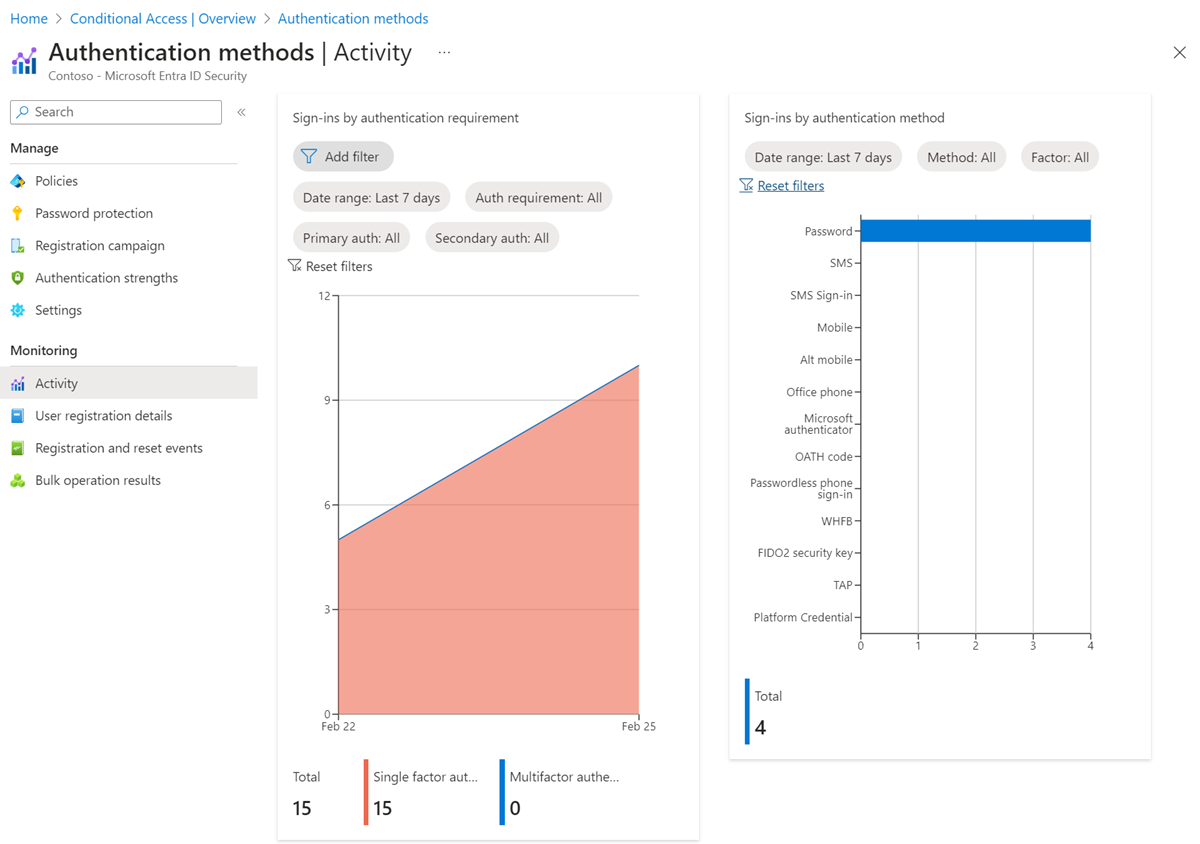 Home > Conditional Access | Overview > Authentication methods
Authentication methods | Activity ...
Contoso - Microsoft Entra ID Security
Search
Manage
Policies
Password protection
Registration campaign
Authentication strengths
Settings
Monitoring
Activity
User registration details
Registration and reset events
Bulk operation results
Sign-ins by authentication requirement
Add filter
Date range: Last 7 days
Auth requirement: All
Primary auth: All
Secondary auth: All
Reset filters
12
9
6
3
0
Feb 22
Feb 25
Total
15
Single factor aut...
15
Multifactor authe...
0
Sign-ins by authentication method
Date range: Last 7 days
Method: All
Factor: All
Reset filters
Password
SMS
SMS Sign-in
Mobile
Alt mobile
Office phone
Microsoft
authenticator
OATH code
Passwordless phone
sign-in
WHFB
FIDO2 security key
TAP
Platform Credential
0
1
2
3
4
Total
4